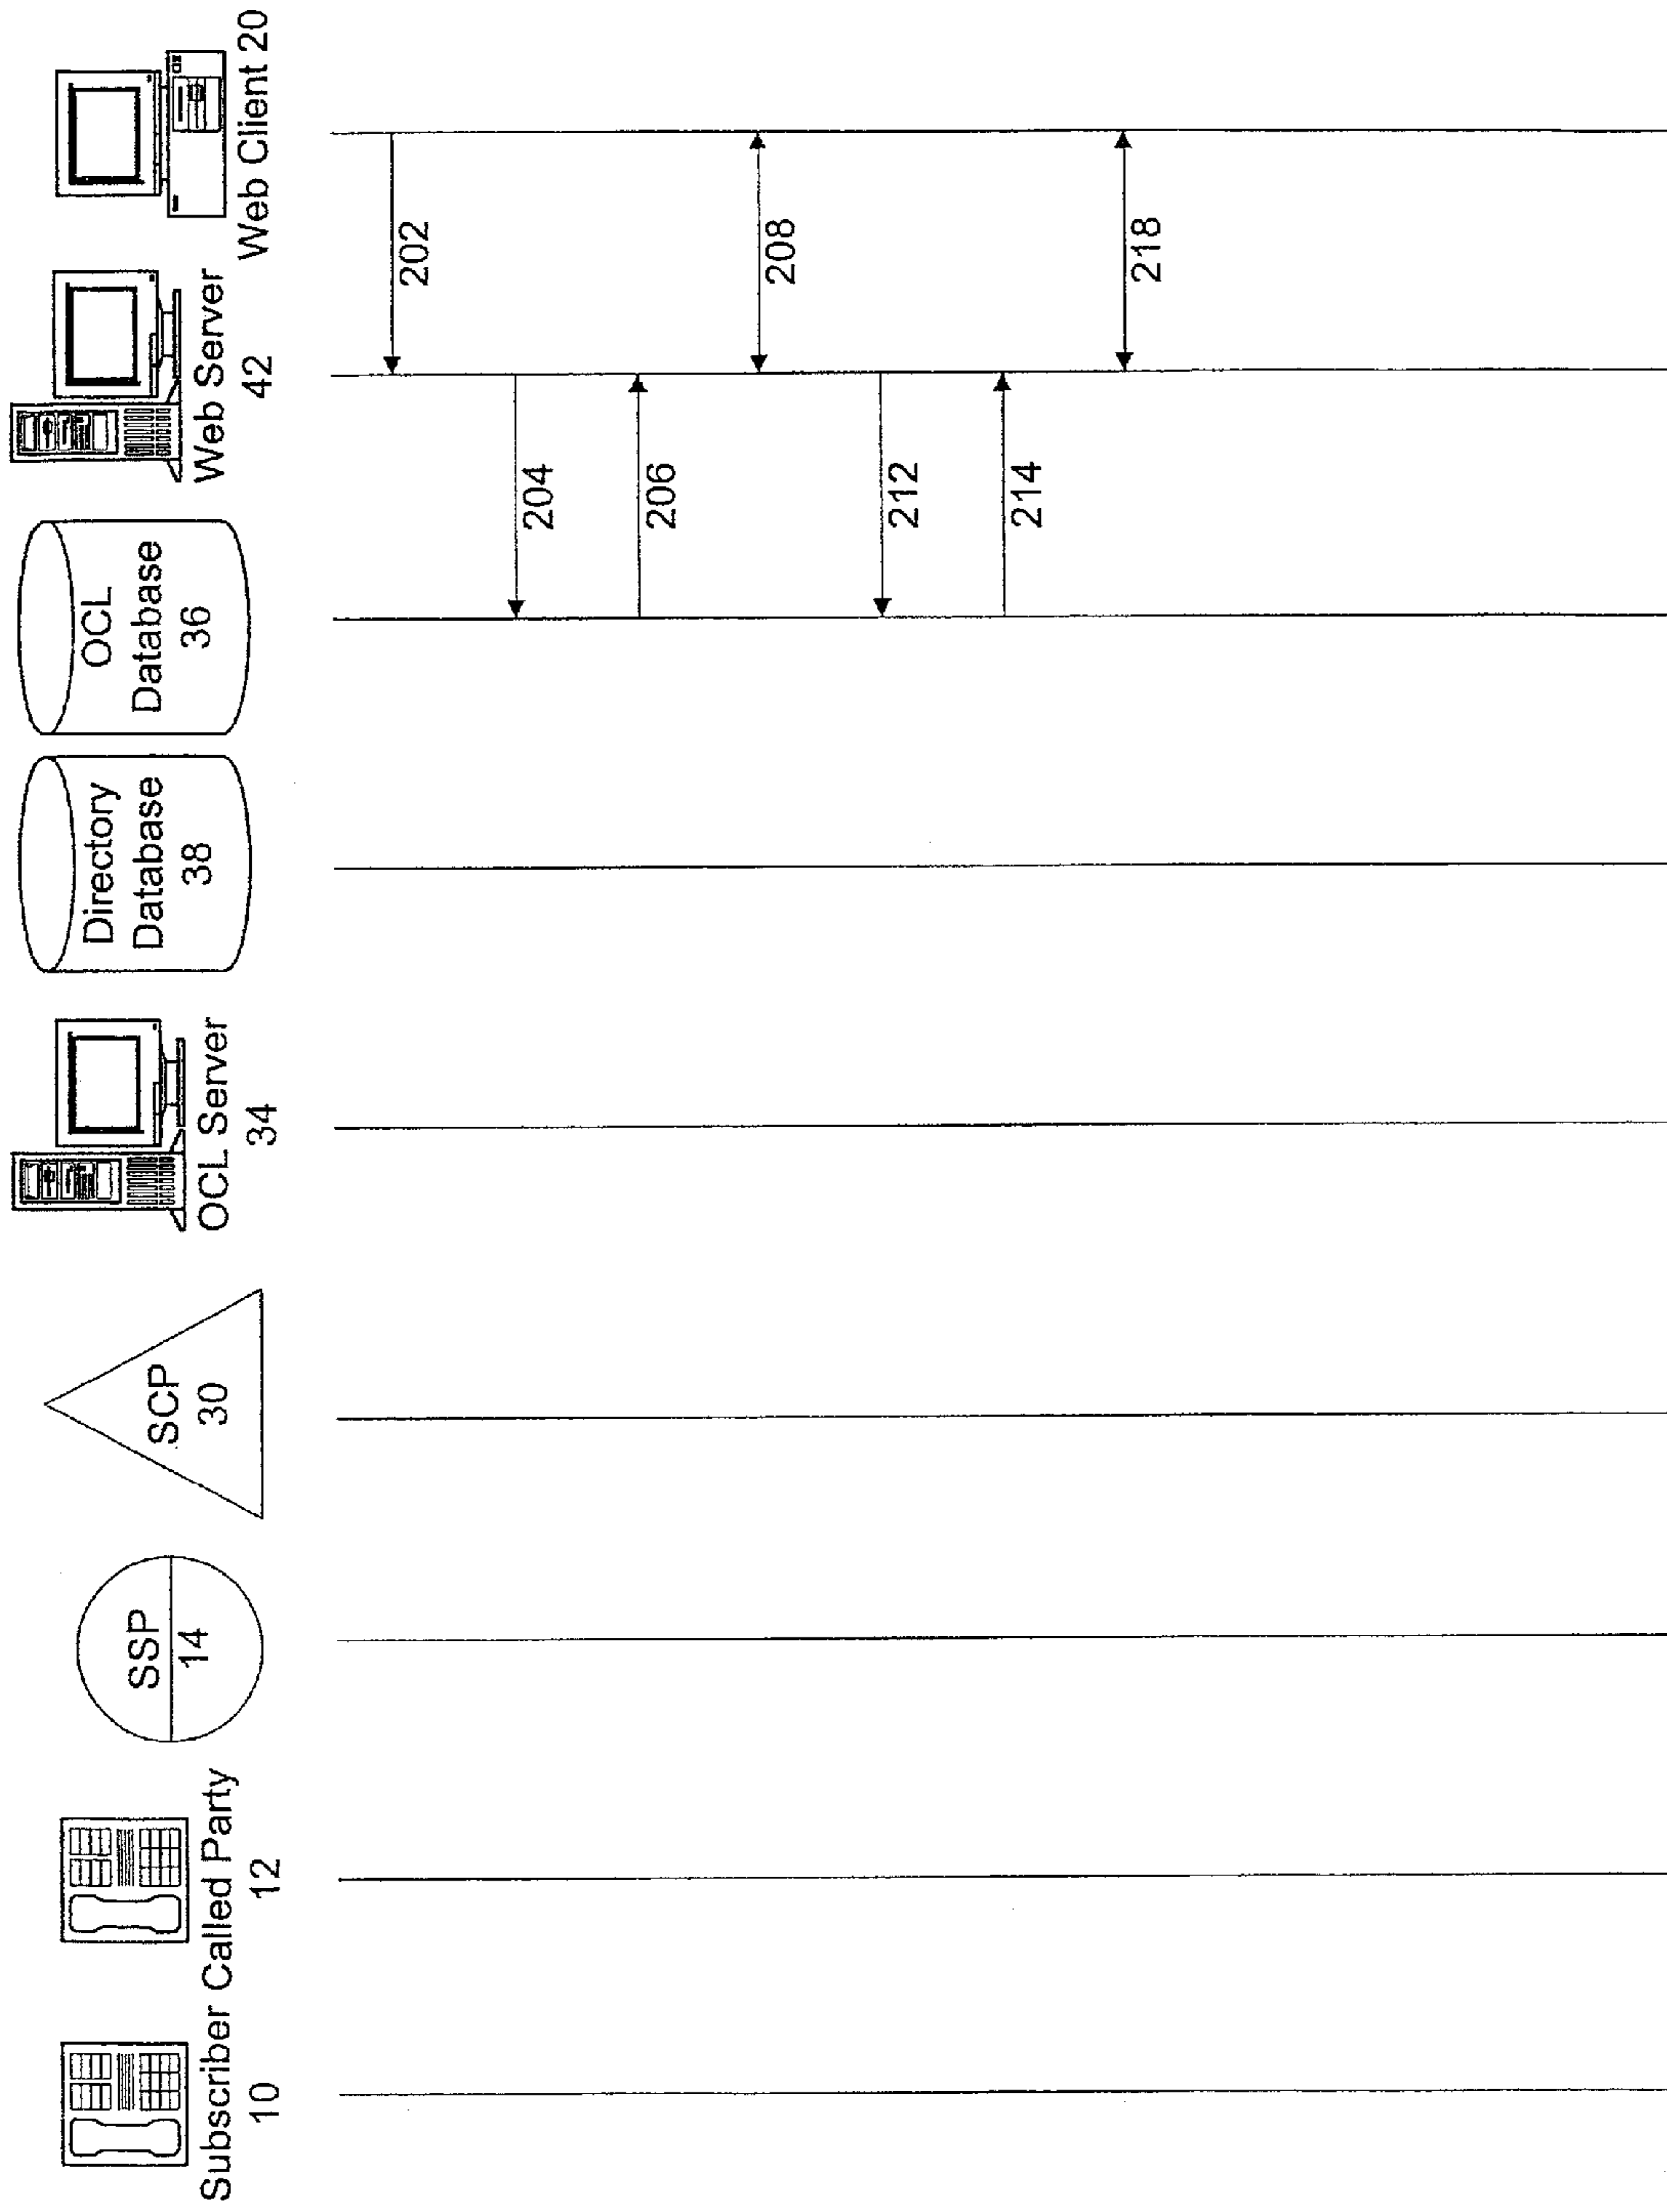 Subscriber
10
Called Party
12
SSP
14
SCP
30
OCL Server
34
Directory
Database
38
OCL
Database
36
Web Server
42
Web Client 20
202
204
206
208
212
214
218